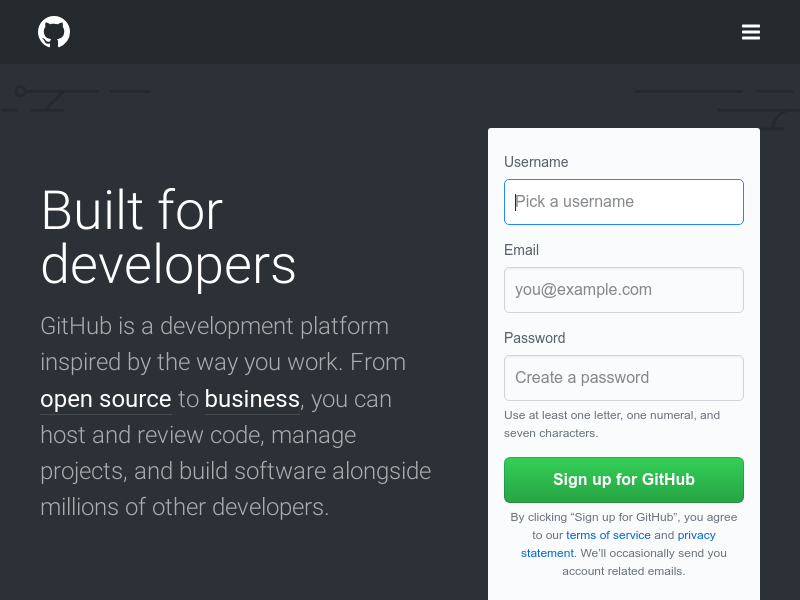 Built for
developers
GitHub is a development platform
inspired by the way you work. From
open source to business, you can
host and review code, manage
projects, and build software alongside
millions of other developers.
Username
Pick a username
Email
you@example.com
Password
Create a password
Use at least one letter, one numeral, and
seven characters.
Sign up for GitHub
By clicking “Sign up for GitHub”, you agree
to our terms of service and privacy
statement. We’ll occasionally send you
account related emails.